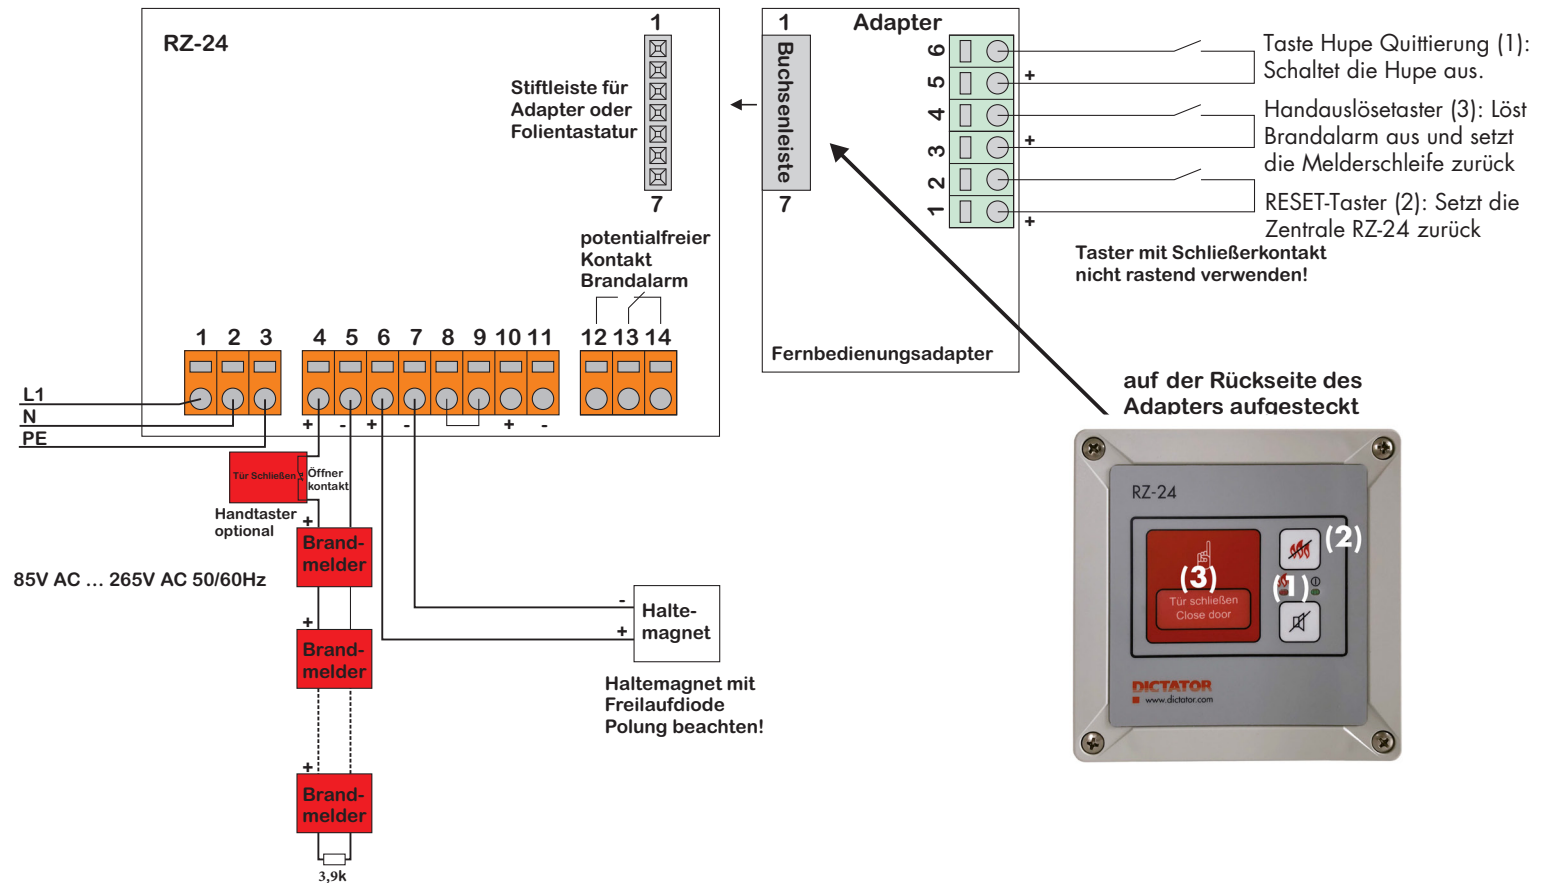 RZ-24
1
Stiftleiste für
Adapter oder
Folientastatur
7
potentialfreier
Kontakt
Brandalarm
1 2 3 4 5 6 7 8 9 10 11 12 13 14
L1
N
PE
+ - + - + -
Tür Schließen
Öffner
kontakt
Handtaster
optional
+
Brand-
melder
85V AC ... 265V AC 50/60Hz
+
Brand-
melder
+
Brand-
melder
3,9k
-
+
Halte-
magnet
Haltemagnet mit
Freilaufdiode
Polung beachten!
1
Buchsenleiste
7
Adapter
6
5
4
3
2
1
+
+
+
Fernbedienungsadapter
Taste Hupe Quittierung (1):
Schaltet die Hupe aus.
Handauslösetaster (3): Löst
Brandalarm aus und setzt
die Melderschleife zurück
RESET-Taster (2): Setzt die
Zentrale RZ-24 zurück
Taster mit Schließerkontakt
nicht rastend verwenden!
auf der Rückseite des
Adapters aufgesteckt
RZ-24
(2)
(3)
(1)
Tür schließen
Close door
DICTATOR
www.dictator.com